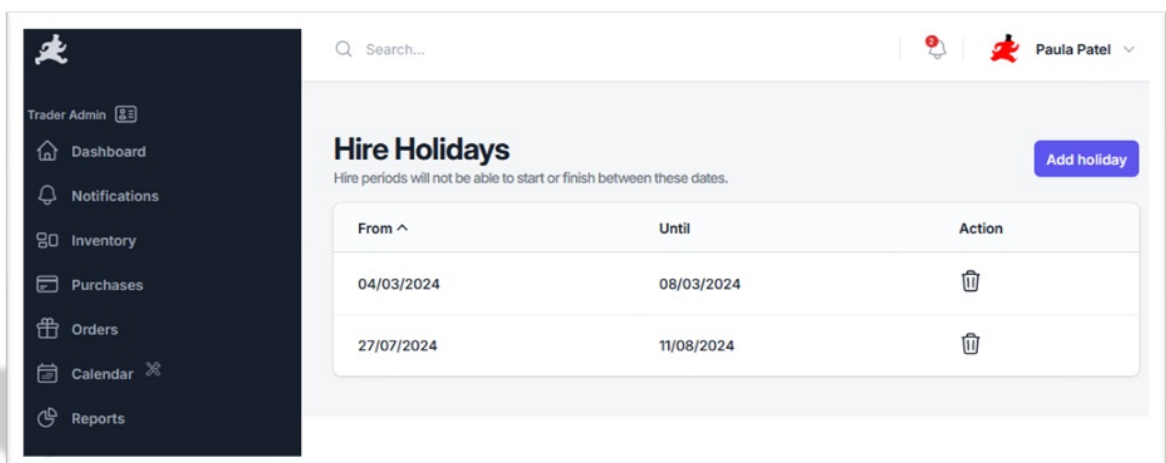 Search...
2
Paula Patel
Trader Admin
Dashboard
Notifications
Inventory
Purchases
Orders
Calendar
Reports
Hire Holidays
Add holiday
Hire periods will not be able to start or finish between these dates.
From Until Action
04/03/2024 08/03/2024
27/07/2024 11/08/2024